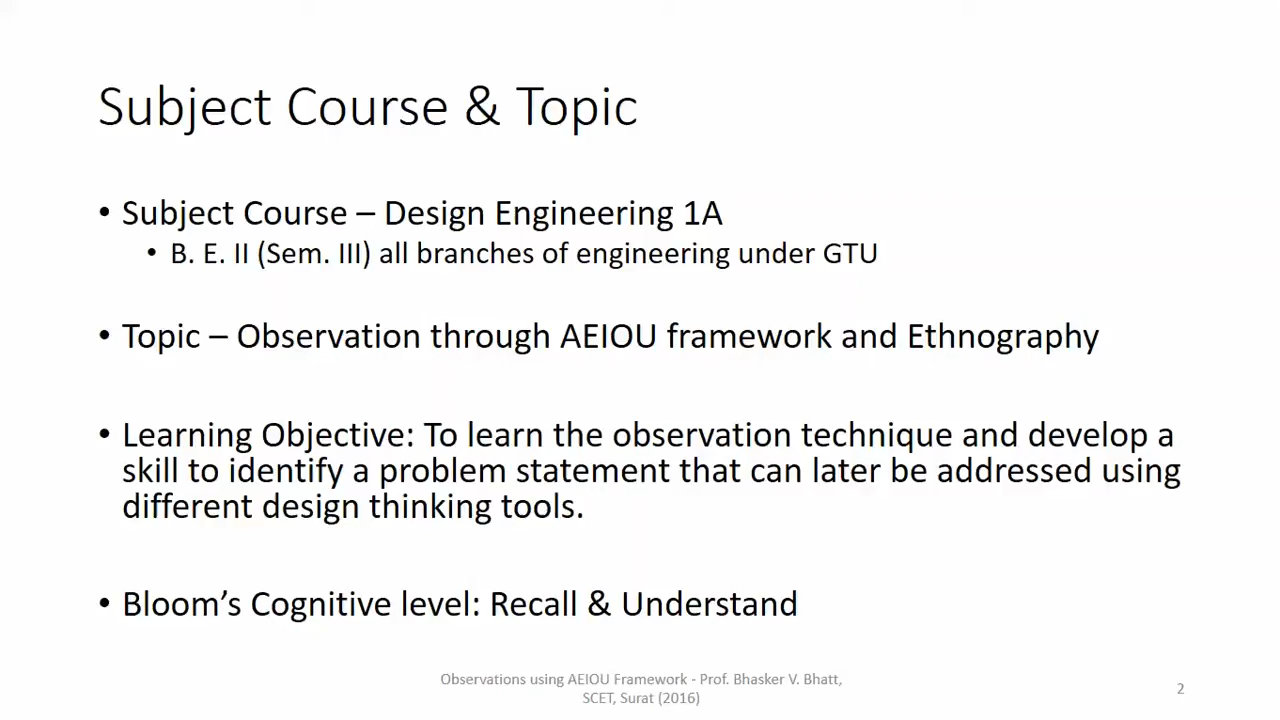 Subject Course & Topic
• Subject Course – Design Engineering 1A
• B. E. II (Sem. III) all branches of engineering under GTU
• Topic – Observation through AEIOU framework and Ethnography
• Learning Objective: To learn the observation technique and develop a
skill to identify a problem statement that can later be addressed using
different design thinking tools.
• Bloom’s Cognitive level: Recall & Understand
Observations using AEIOU Framework - Prof. Bhasker V. Bhatt,
SCET, Surat (2016)
2